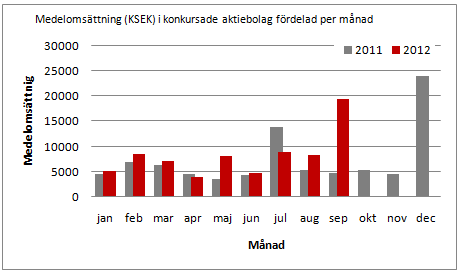 Medelomsättning (KSEK) i konkursade aktiebolag fördelad per månad
2011 2012
30000
25000
20000
15000
10000
5000
0
Medelomsättnig
jan feb mar apr maj jun jul aug sep okt nov dec
Månad